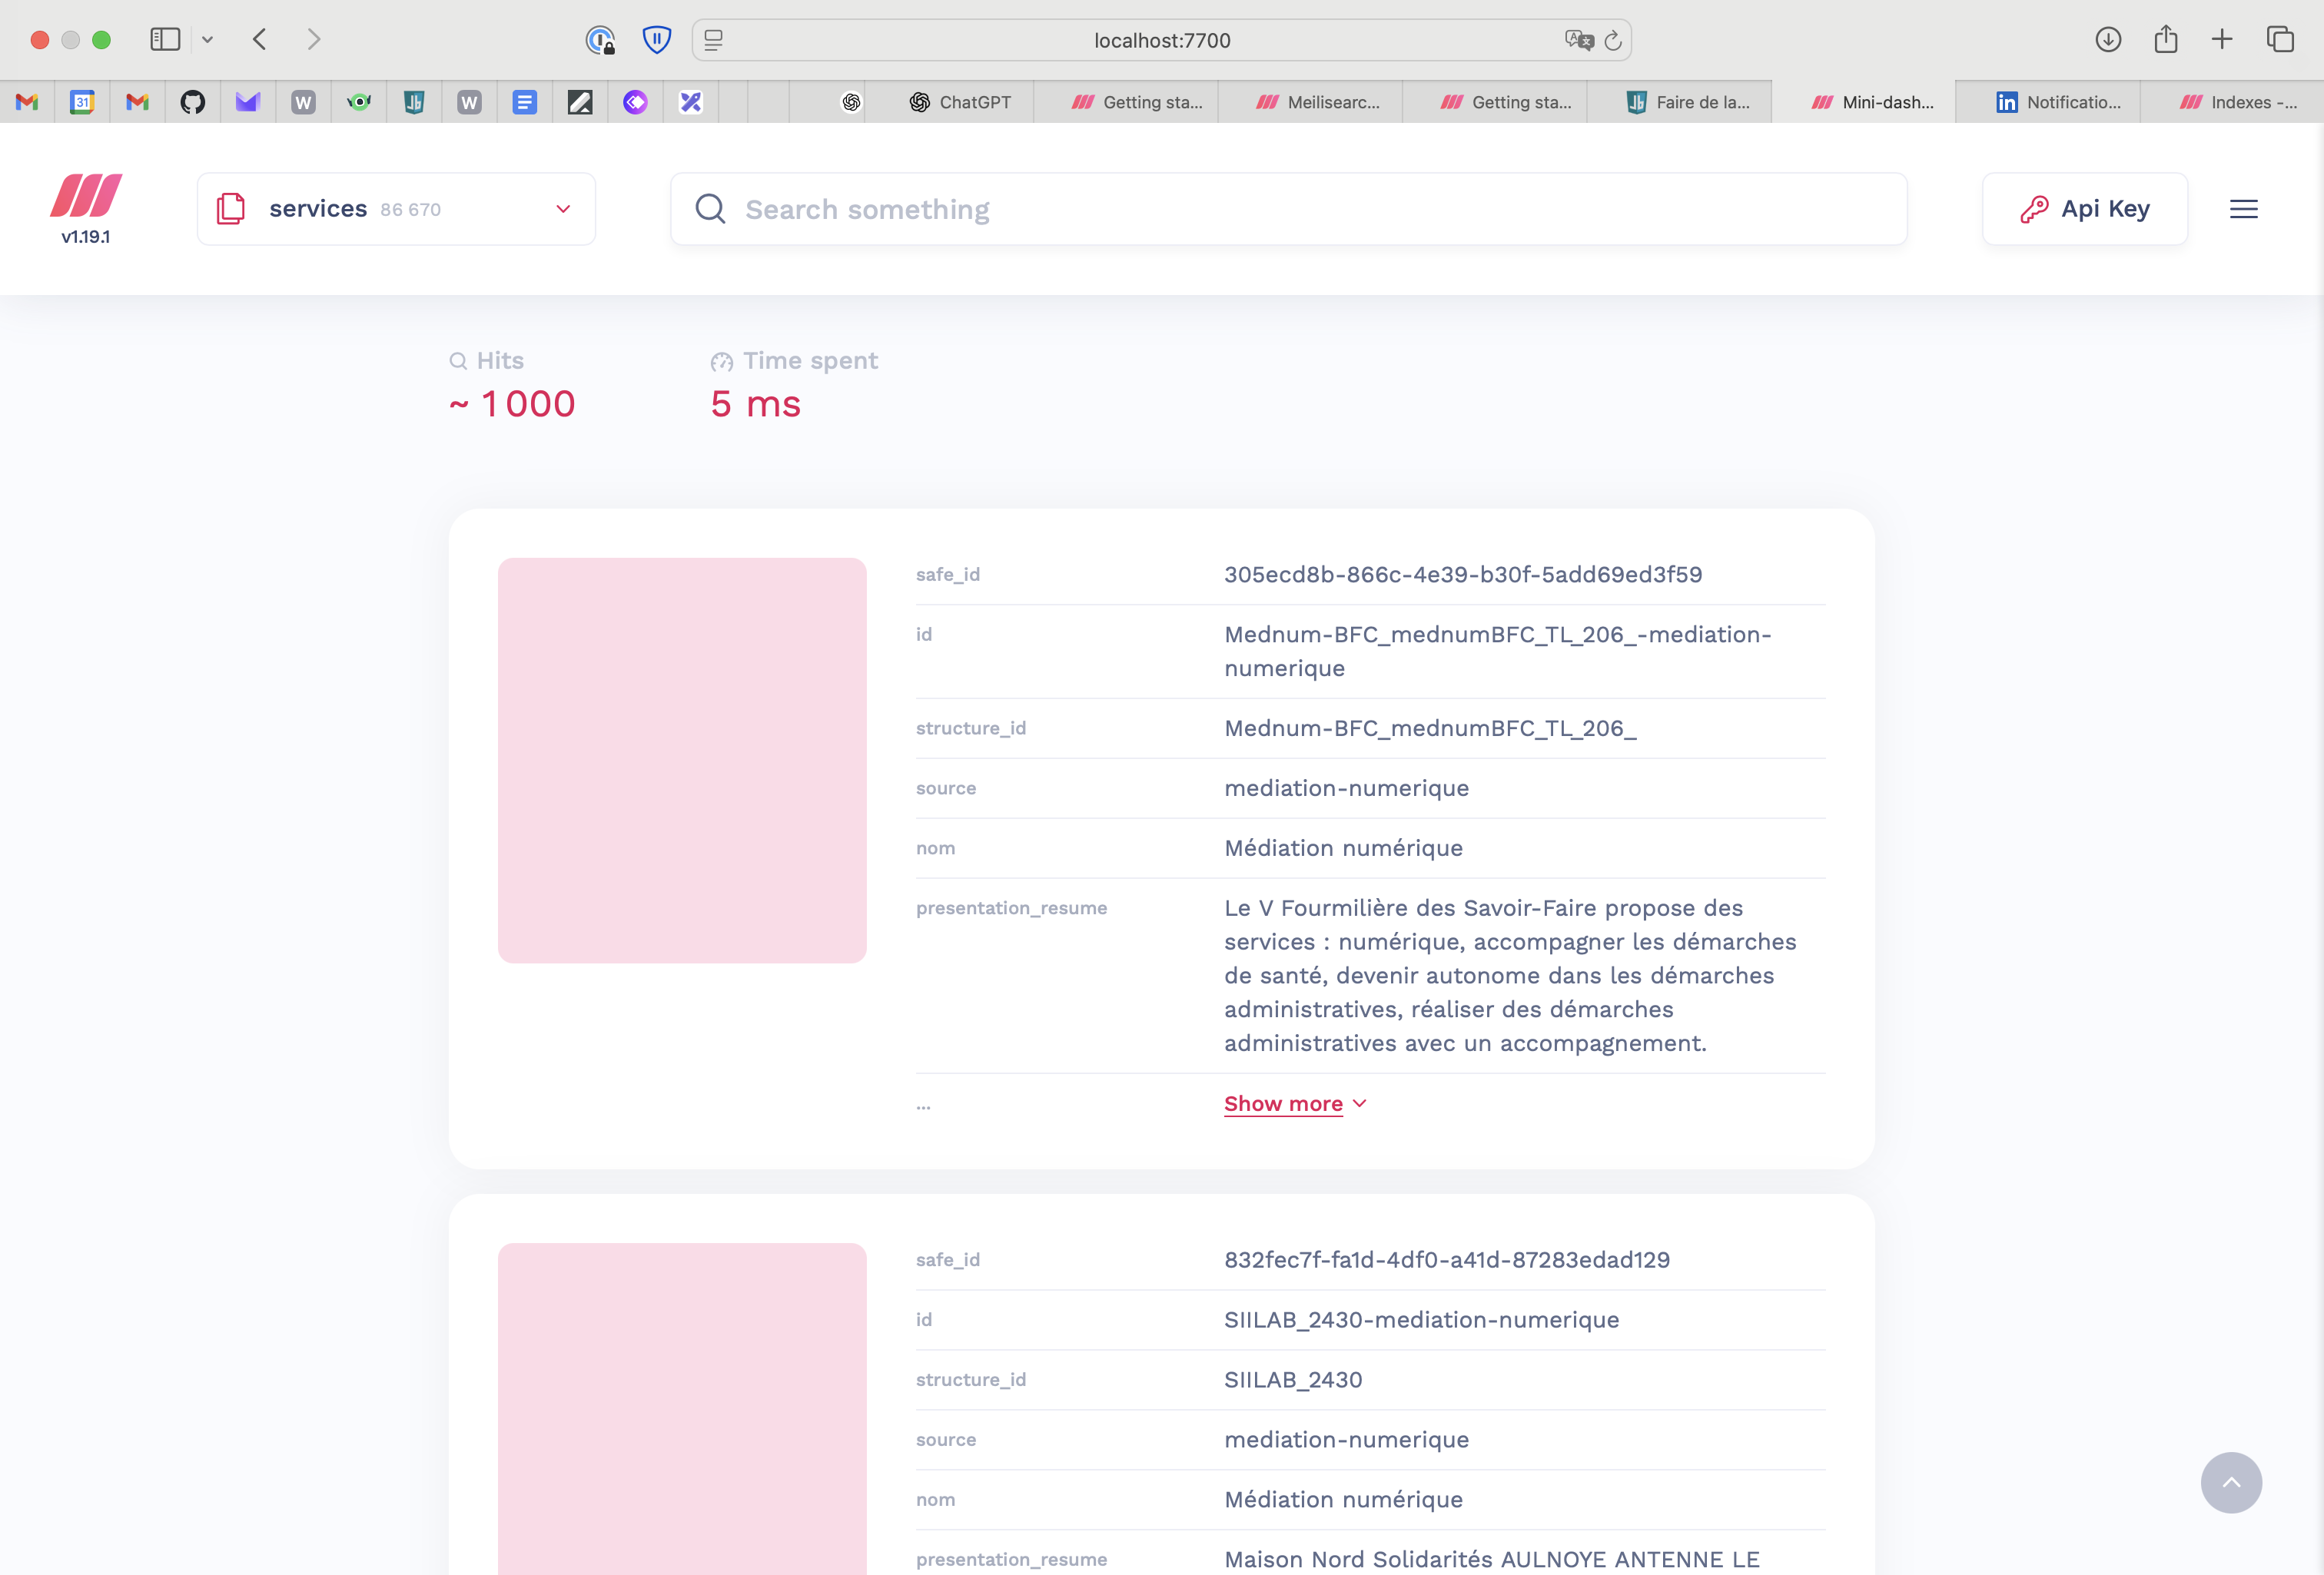 localhost:7700
31
W
W
ChatGPT
Getting sta...
Meilisearc...
Getting sta...
Faire de la...
Mini-dash...
in
Notificatio...
Indexes -...
v1.19.1
services 86 670
Search something
Api Key
Hits
Time spent
~ 1 000
5 ms
safe_id
305ecd8b-866c-4e39-b30f-5add69ed3f59
id
Mednum-BFC_mednumBFC_TL_206_-mediation-
numerique
structure_id
Mednum-BFC_mednumBFC_TL_206_
source
mediation-numerique
nom
Médiation numérique
presentation_resume
Le V Fourmilière des Savoir-Faire propose des
services : numérique, accompagner les démarches
de santé, devenir autonome dans les démarches
administratives, réaliser des démarches
administratives avec un accompagnement.
...
Show more
safe_id
832fec7f-fa1d-4df0-a41d-87283edad129
id
SIILAB_2430-mediation-numerique
structure_id
SIILAB_2430
source
mediation-numerique
nom
Médiation numérique
presentation_resume
Maison Nord Solidarités AULNOYE ANTENNE LE